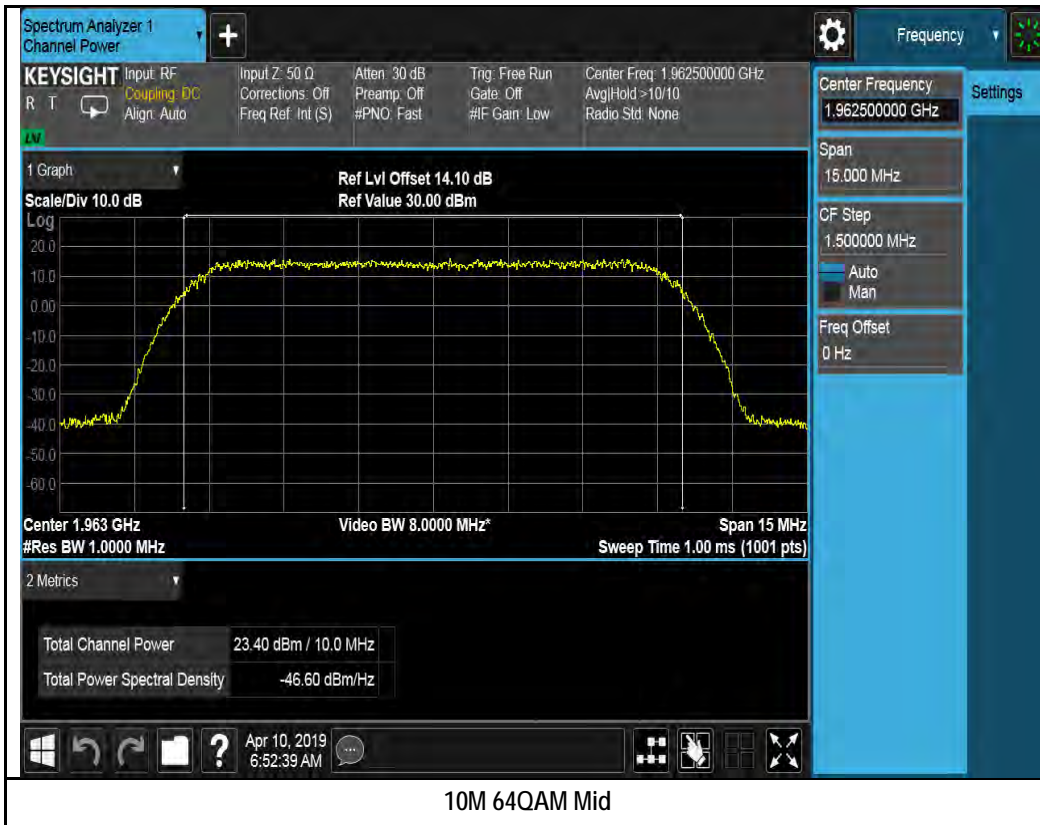 Spectrum Analyzer 1
Channel Power
+
Frequency
KEYSIGHT Input: RF Input Z: 50 Ω Atten: 30 dB Trig: Free Run Center Freq: 1.962500000 GHz
R T Coupling: DC Corrections: Off Preamp: Off Gate: Off Avg|Hold >10/10
Align: Auto Freq Ref: Int (S) #PNO: Fast #IF Gain: Low Radio Std: None
LV
Center Frequency
1.962500000 GHz
Settings
Span
15.000 MHz
CF Step
1.500000 MHz
Auto
Man
Freq Offset
0 Hz
1 Graph
Ref Lvl Offset 14.10 dB
Scale/Div 10.0 dB Ref Value 30.00 dBm
Log
20.0
10.0
0.00
-10.0
-20.0
-30.0
-40.0
-50.0
-60.0
Center 1.963 GHz Video BW 8.0000 MHz* Span 15 MHz
#Res BW 1.0000 MHz Sweep Time 1.00 ms (1001 pts)
2 Metrics
Total Channel Power 23.40 dBm / 10.0 MHz
Total Power Spectral Density -46.60 dBm/Hz
? Apr 10, 2019
6:52:39 AM
10M 64QAM Mid